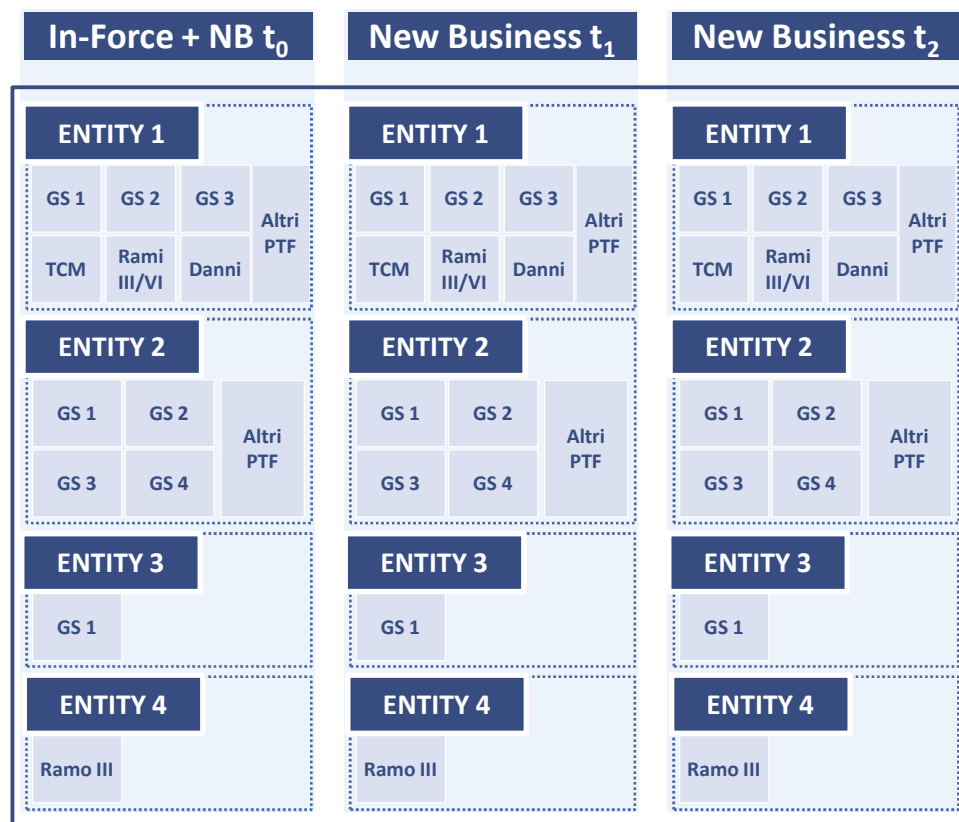 In-Force + NB t0
New Business t1
New Business t2
ENTITY 1
GS 1 GS 2 GS 3
Altri
PTF
TCM
Rami
III/VI
Danni
ENTITY 1
GS 1 GS 2 GS 3
Altri
PTF
TCM
Rami
III/VI
Danni
ENTITY 1
GS 1 GS 2 GS 3
Altri
PTF
TCM
Rami
III/VI
Danni
ENTITY 2
GS 1 GS 2
Altri
PTF
GS 3 GS 4
ENTITY 2
GS 1 GS 2
Altri
PTF
GS 3 GS 4
ENTITY 2
GS 1 GS 2
Altri
PTF
GS 3 GS 4
ENTITY 3
GS 1
ENTITY 3
GS 1
ENTITY 3
GS 1
ENTITY 4
Ramo III
ENTITY 4
Ramo III
ENTITY 4
Ramo III